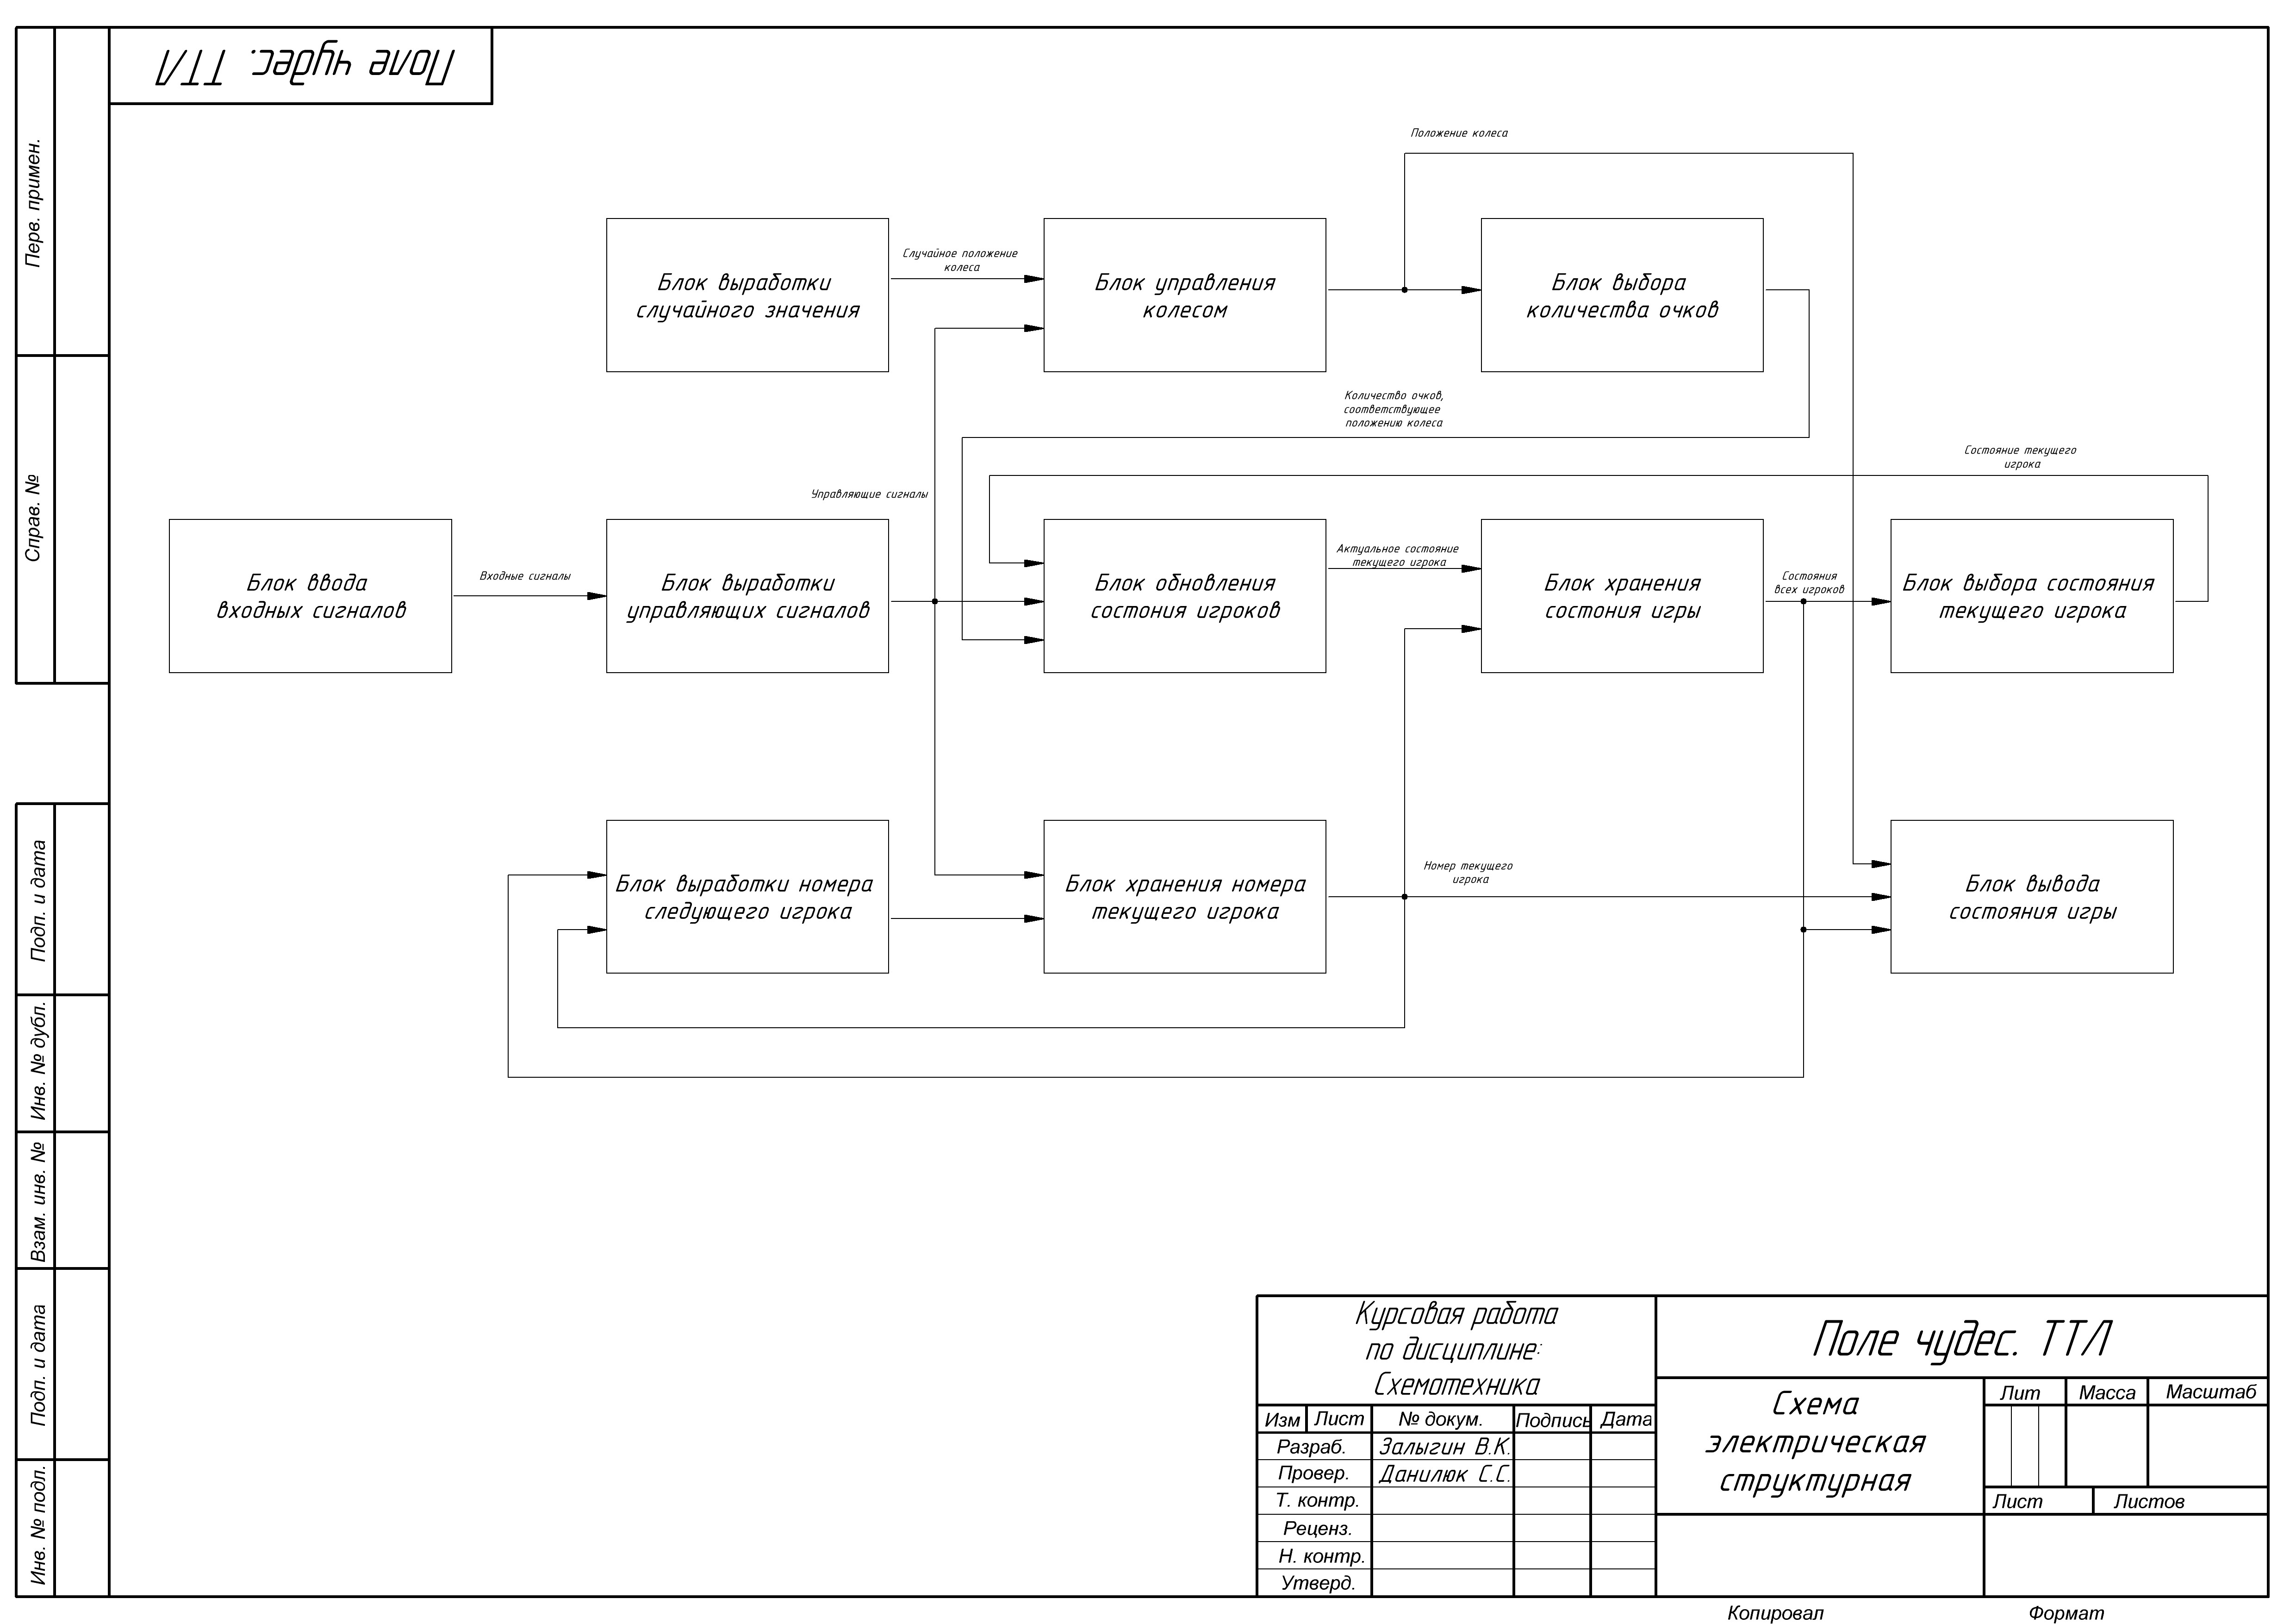 Поле чудес. ТТЛ
Перв. примен.
Справ. №
Подп. и дата
Инв. № дубл.
Взам. инв. №
Подп. и дата
Инв. № подл.
Положение колеса
Блок выработки
случайного значения
Случайное положение
колеса
Блок управления
колесом
Блок выбора
количества очков
Количество очков,
соответствующее
положению колеса
Состояние текущего
игрока
Управляющие сигналы
Блок ввода
входных сигналов
Входные сигналы
Блок выработки
управляющих сигналов
Блок обновления
состония игроков
Актуальное состояние
текущего игрока
Блок хранения
состония игры
Состояния
всех игроков
Блок выбора состояния
текущего игрока
Блок выработки номера
следующего игрока
Блок хранения номера
текущего игрока
Номер текущего
игрока
Блок вывода
состояния игры
Курсовая работа
по дисциплине:
Схемотехника
Поле чудес. ТТЛ
Изм Лист № докум. Подпись Дата
Разраб. Залыгин В.К.
Провер. Данилюк С.С.
Т. контр.
Реценз.
Н. контр.
Утверд.
Схема
электрическая
структурная
Лит Масса Масштаб
Лист Листов
Копировал Формат